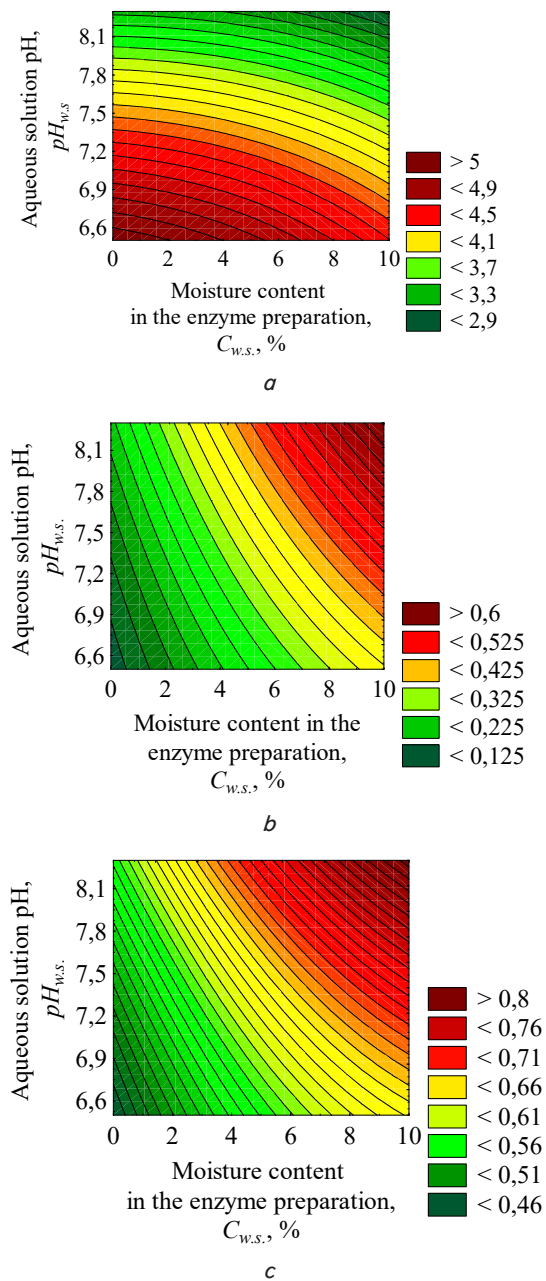 Aqueous solution pH,
pHw.s
8,1
7,8
7,5
7,2
6,9
6,6
0 2 4 6 8 10
> 5
< 4,9
< 4,5
< 4,1
< 3,7
< 3,3
< 2,9
Moisture content
in the enzyme preparation,
Cw.s., %
a
Aqueous solution pH,
pHw.s.
8,1
7,8
7,5
7,2
6,9
6,6
0 2 4 6 8 10
> 0,6
< 0,525
< 0,425
< 0,325
< 0,225
< 0,125
Moisture content in the
enzyme preparation,
Cw.s., %
b
Aqueous solution pH,
pHw.s.
8,1
7,8
7,5
7,2
6,9
6,6
0 2 4 6 8 10
> 0,8
< 0,76
< 0,71
< 0,66
< 0,61
< 0,56
< 0,51
< 0,46
Moisture content
in the enzyme preparation,
Cw.s., %
c